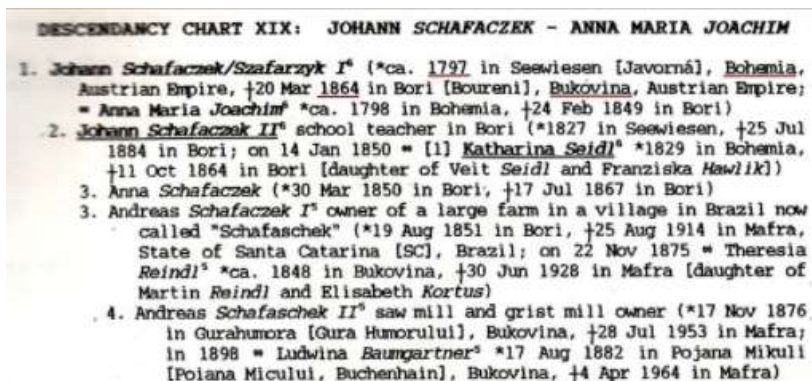 DESCENDANCY CHART XIX: JOHANN SCHAFACZEK - ANNA MARIA JOACHIM
1. Johann Schafaczek/Szafarzyk I⁶ (*ca. 1797 in Seewiesen [Javorná], Bohemia,
Austrian Empire, ┼20 Mar 1864 in Bori [Boureni], Bukovina, Austrian Empire;
= Anna Maria Joachim⁶ *ca. 1798 in Bohemia, ┼24 Feb 1849 in Bori)
2. Johann Schafaczek II⁶ school teacher in Bori (*1827 in Seewiesen, ┼25 Jul
1884 in Bori; on 14 Jan 1850 = [1] Katharina Seidl⁶ *1829 in Bohemia,
┼11 Oct 1864 in Bori [daughter of Veit Seidl and Franziska Hawlik])
3. Anna Schafaczek (*30 Mar 1850 in Bori, ┼17 Jul 1867 in Bori)
3. Andreas Schafaczek I⁵ owner of a large farm in a village in Brazil now
called "Schafaschek" (*19 Aug 1851 in Bori, ┼25 Aug 1914 in Mafra,
State of Santa Catarina [SC], Brazil; on 22 Nov 1875 = Theresia
Reindl⁵ *ca. 1848 in Bukovina, ┼30 Jun 1928 in Mafra [daughter of
Martin Reindl and Elisabeth Kortus)
4. Andreas Schafaschek II⁵ saw mill and grist mill owner (*17 Nov 1876
in Gurahumora [Gura Humorului], Bukovina, ┼28 Jul 1953 in Mafra;
in 1898 = Ludwina Baumgartner⁵ *17 Aug 1882 in Pojana Mikuli
[Poiana Micului, Buchenhain], Bukovina, ┼4 Apr 1964 in Mafra)